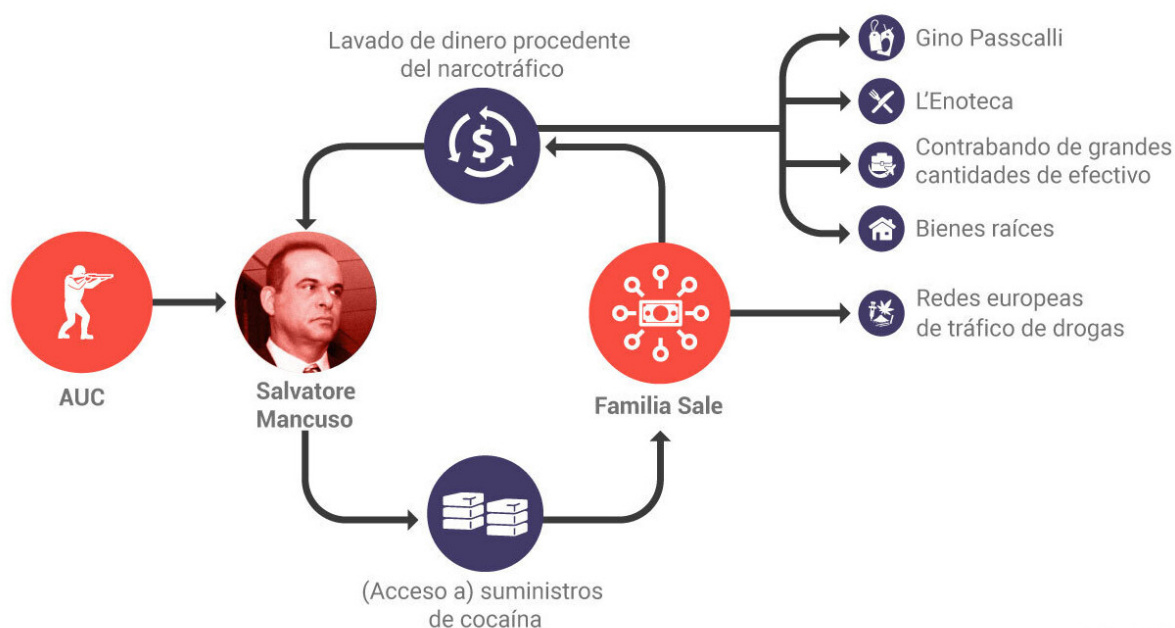 Lavado de dinero procedente
del narcotráfico
$
Gino Passcalli
L'Enoteca
Contrabando de grandes
cantidades de efectivo
Bienes raíces
Redes europeas
de tráfico de drogas
AUC
Salvatore
Mancuso
Familia Sale
(Acceso a) suministros
de cocaína